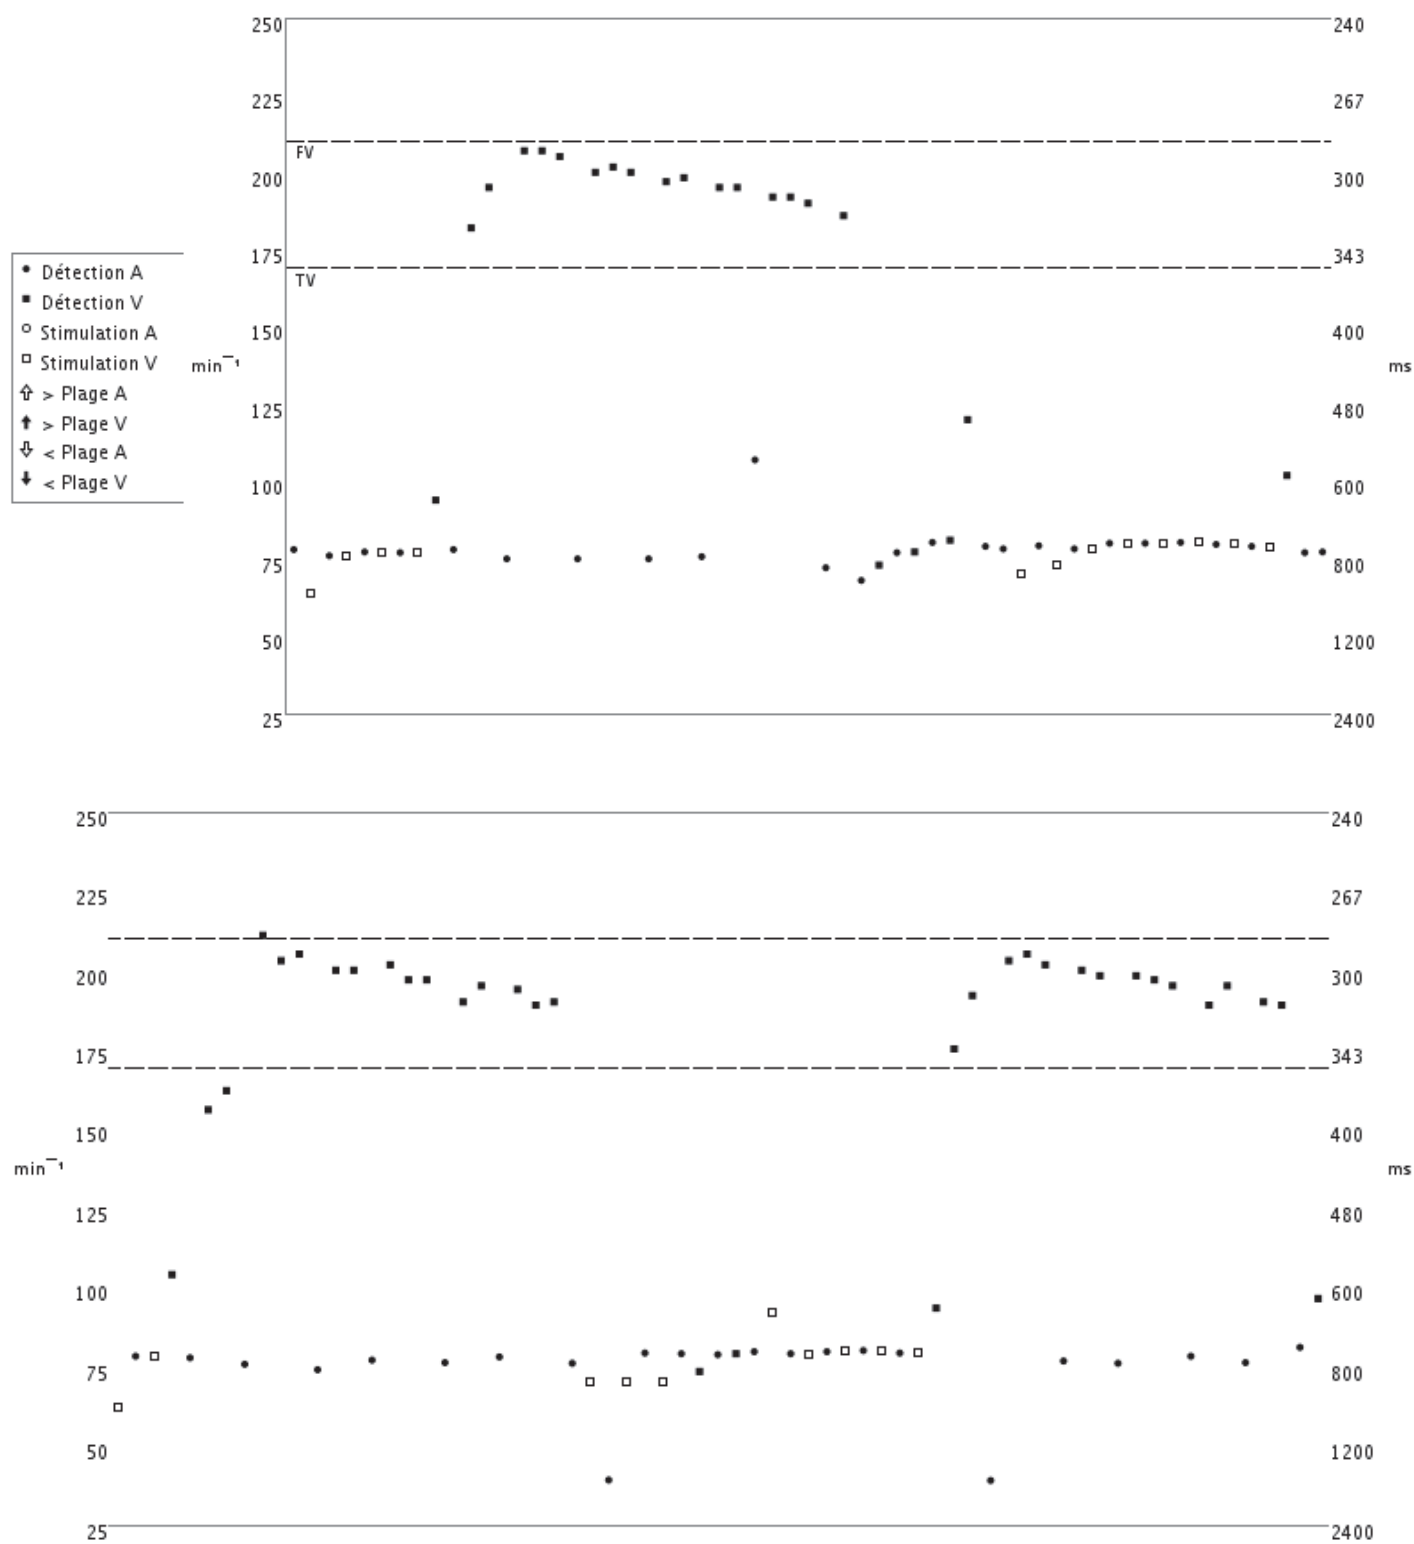 250 240
225 267
FV
200 300
175 343
TV
150 400
min⁻¹ ms
125 480
100 600
75 800
50 1200
25 2400
Détection A
Détection V
Stimulation A
Stimulation V
> Plage A
> Plage V
< Plage A
< Plage V
250 240
225 267
200 300
175 343
150 400
min⁻¹ ms
125 480
100 600
75 800
50 1200
25 2400